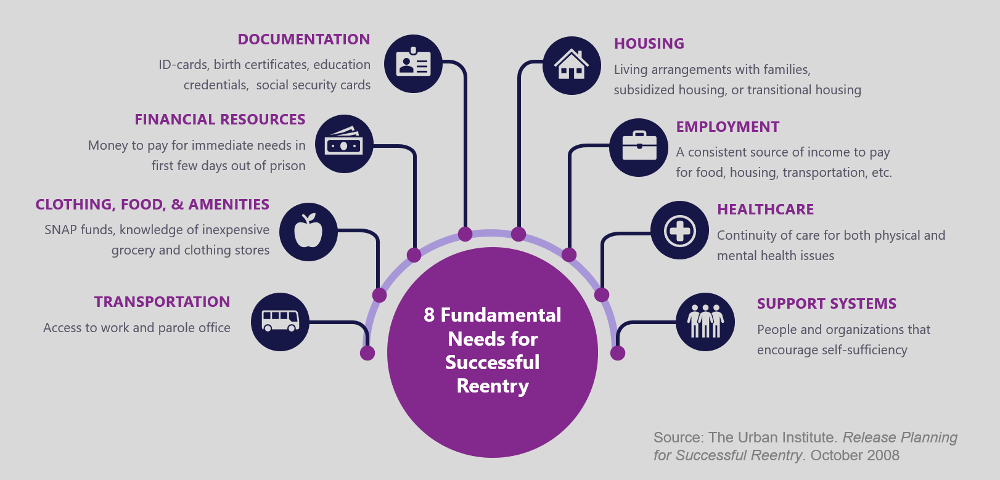 DOCUMENTATION
ID-cards, birth certificates, education
credentials,  social security cards
FINANCIAL RESOURCES
Money to pay for immediate needs in
first few days out of prison
CLOTHING, FOOD, & AMENITIES
SNAP funds, knowledge of inexpensive
grocery and clothing stores
TRANSPORTATION
Access to work and parole office
HOUSING
Living arrangements with families,
subsidized housing, or transitional housing
EMPLOYMENT
A consistent source of income to pay
for food, housing, transportation, etc.
HEALTHCARE
Continuity of care for both physical and
mental health issues
SUPPORT SYSTEMS
People and organizations that
encourage self-sufficiency
8 Fundamental
Needs for
Successful
Reentry
Source: The Urban Institute. Release Planning
for Successful Reentry. October 2008